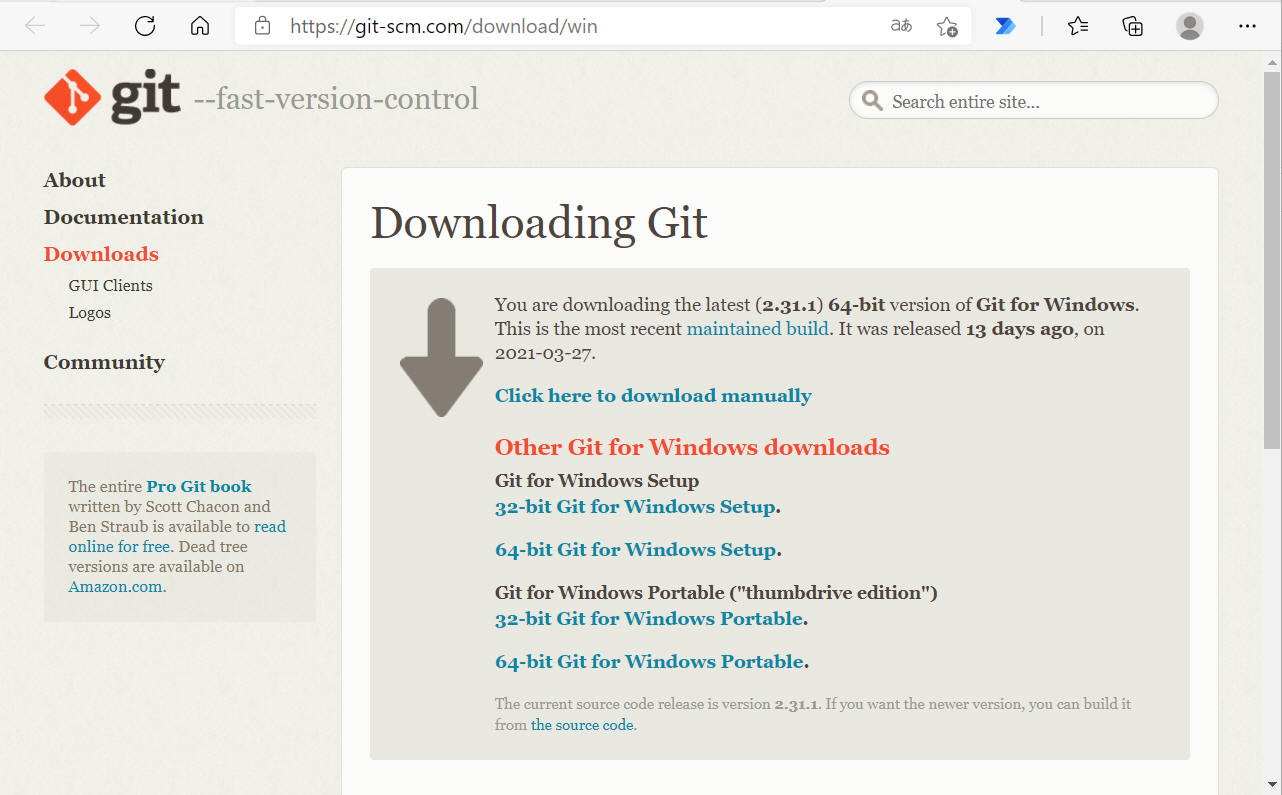 https://git-scm.com/download/win
aあ
git --fast-version-control
Search entire site...
About
Documentation
Downloads
GUI Clients
Logos
Community
The entire Pro Git book
written by Scott Chacon and
Ben Straub is available to read
online for free. Dead tree
versions are available on
Amazon.com.
Downloading Git
You are downloading the latest (2.31.1) 64-bit version of Git for Windows.
This is the most recent maintained build. It was released 13 days ago, on
2021-03-27.
Click here to download manually
Other Git for Windows downloads
Git for Windows Setup
32-bit Git for Windows Setup.
64-bit Git for Windows Setup.
Git for Windows Portable ("thumbdrive edition")
32-bit Git for Windows Portable.
64-bit Git for Windows Portable.
The current source code release is version 2.31.1. If you want the newer version, you can build it
from the source code.